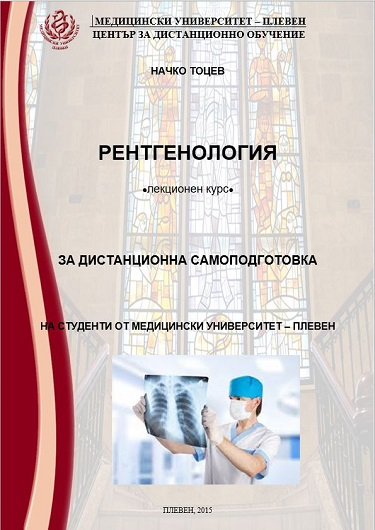 МЕДИЦИНСКИ УНИВЕРСИТЕТ – ПЛЕВЕН
ЦЕНТЪР ЗА ДИСТАНЦИОННО ОБУЧЕНИЕ
НАЧКО ТОЦЕВ
РЕНТГЕНОЛОГИЯ
•лекционен курс•
ЗА ДИСТАНЦИОННА САМОПОДГОТОВКА
НА СТУДЕНТИ ОТ МЕДИЦИНСКИ УНИВЕРСИТЕТ – ПЛЕВЕН
ПЛЕВЕН, 2015